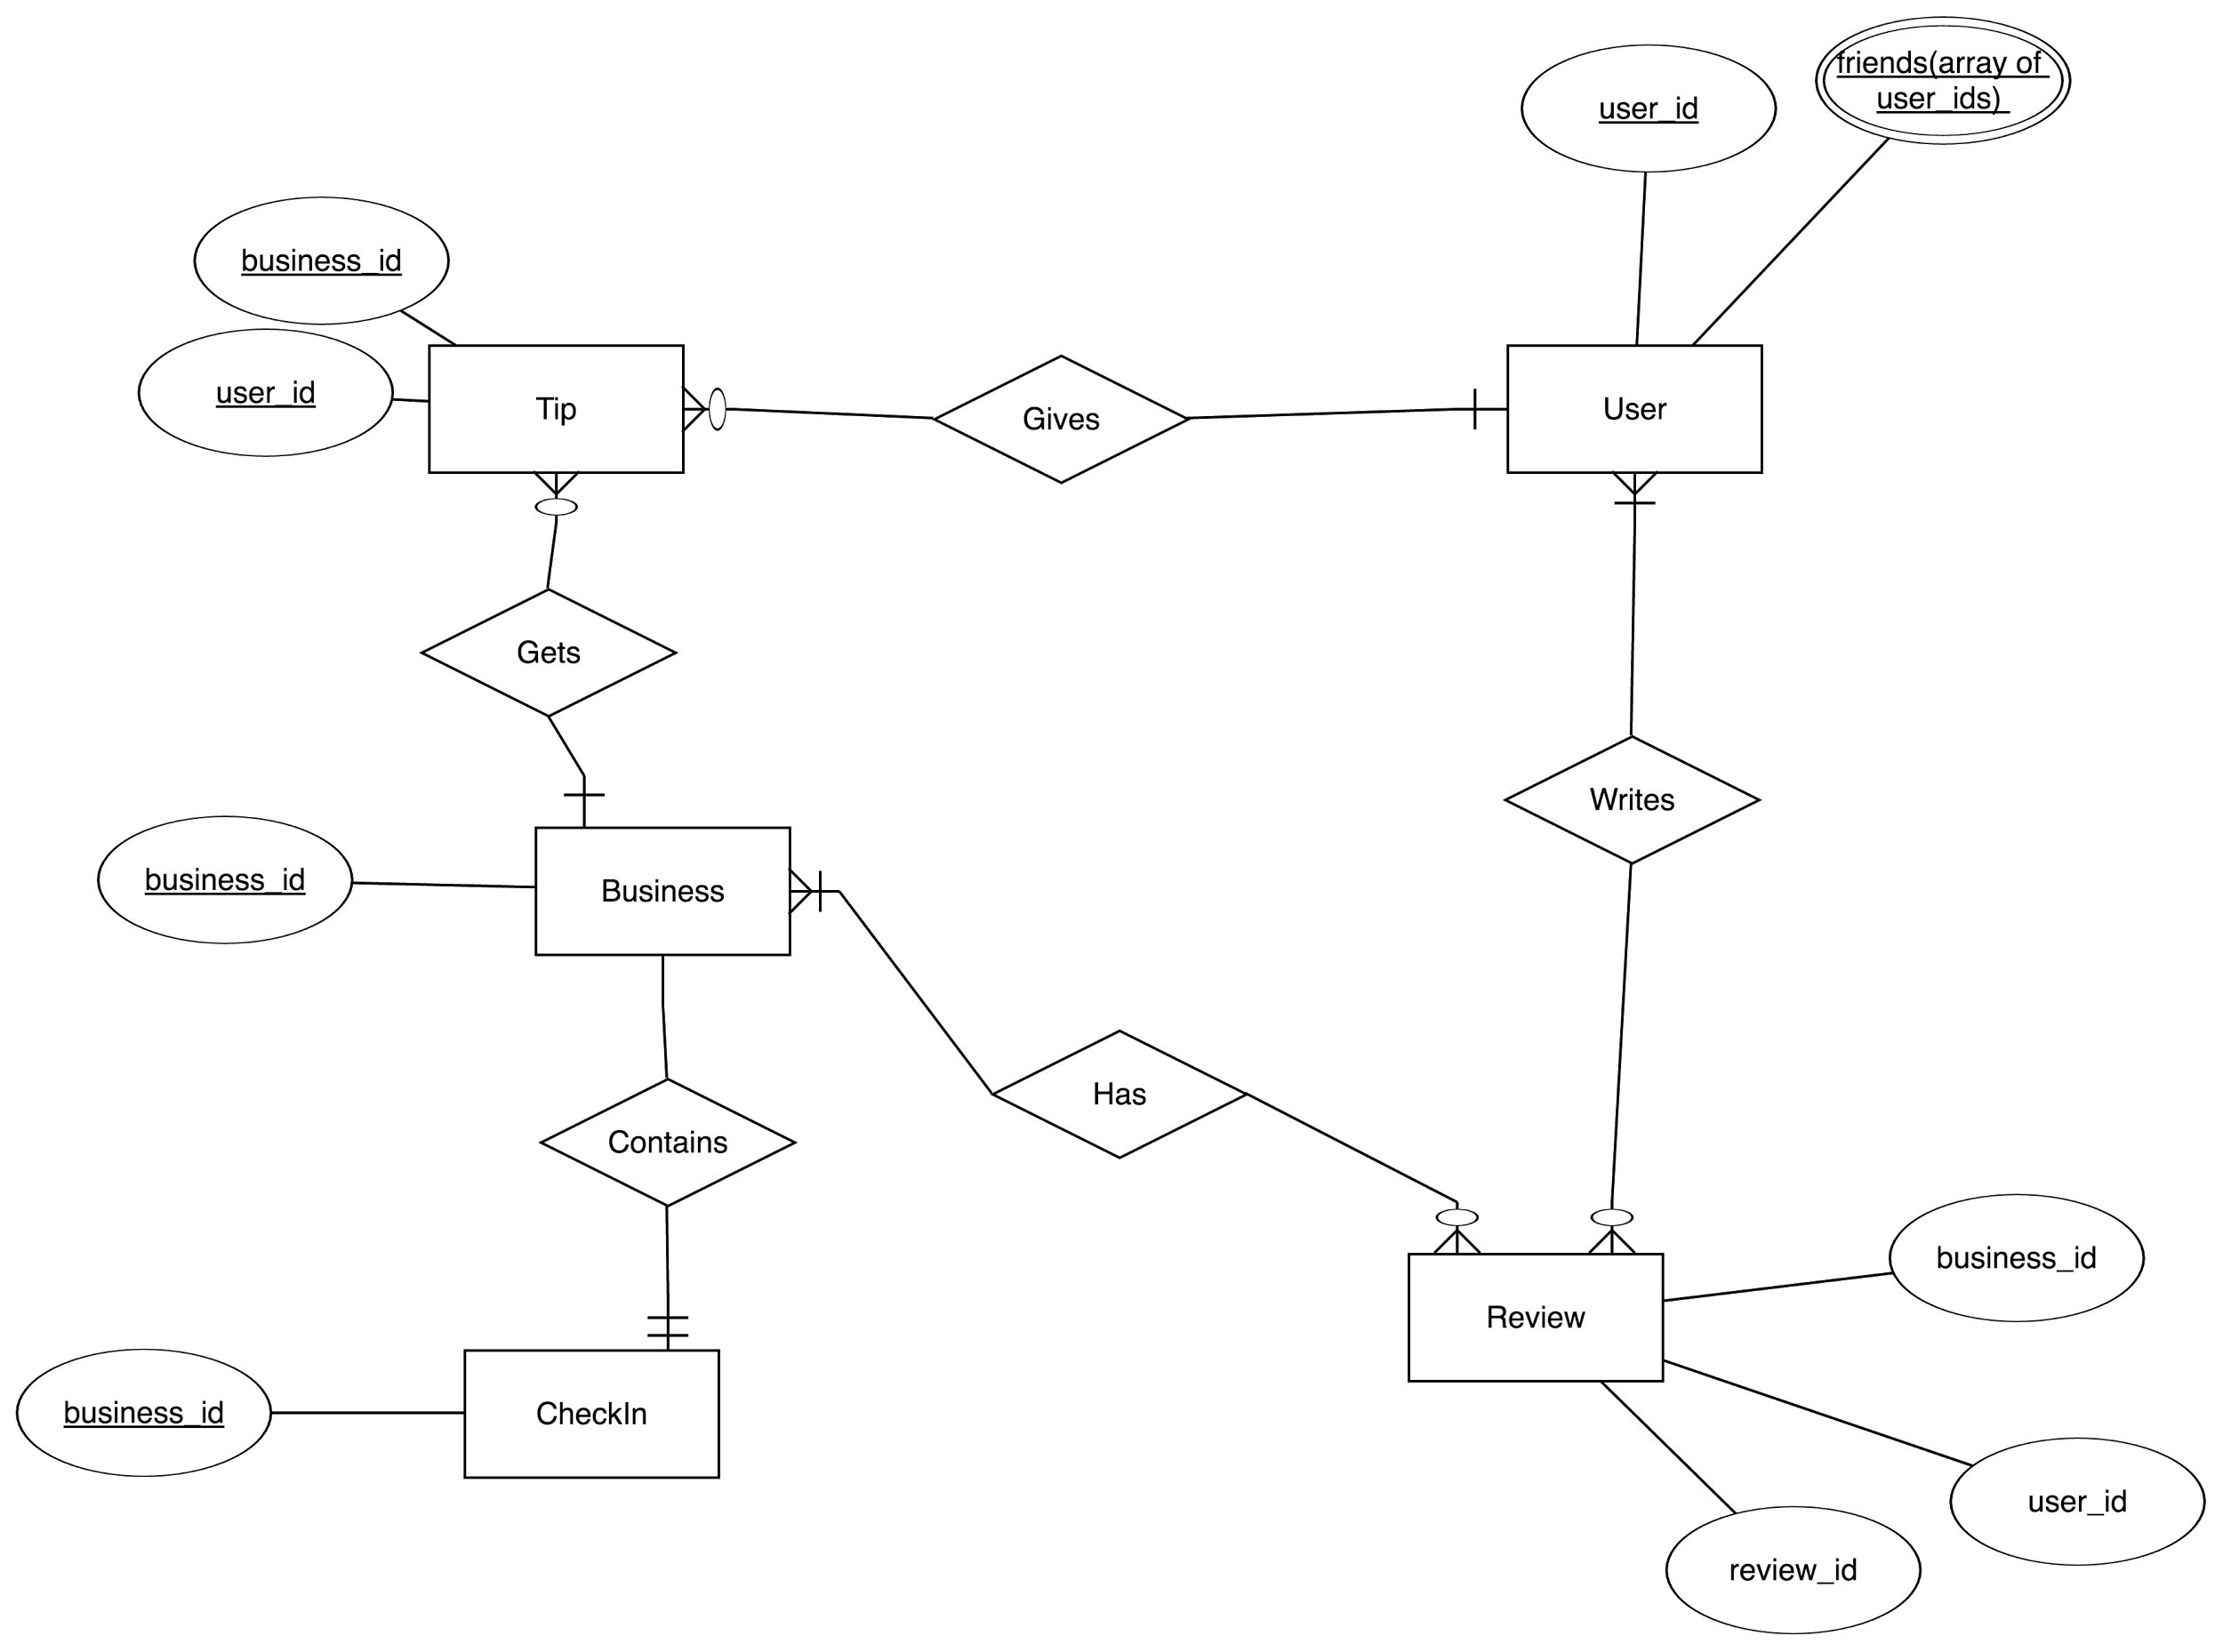 friends(array of
user_ids)
user_id
business_id
user_id
Tip
Gives
User
Gets
Writes
business_id
Business
Has
Contains
business_id
Review
business_id
CheckIn
user_id
review_id